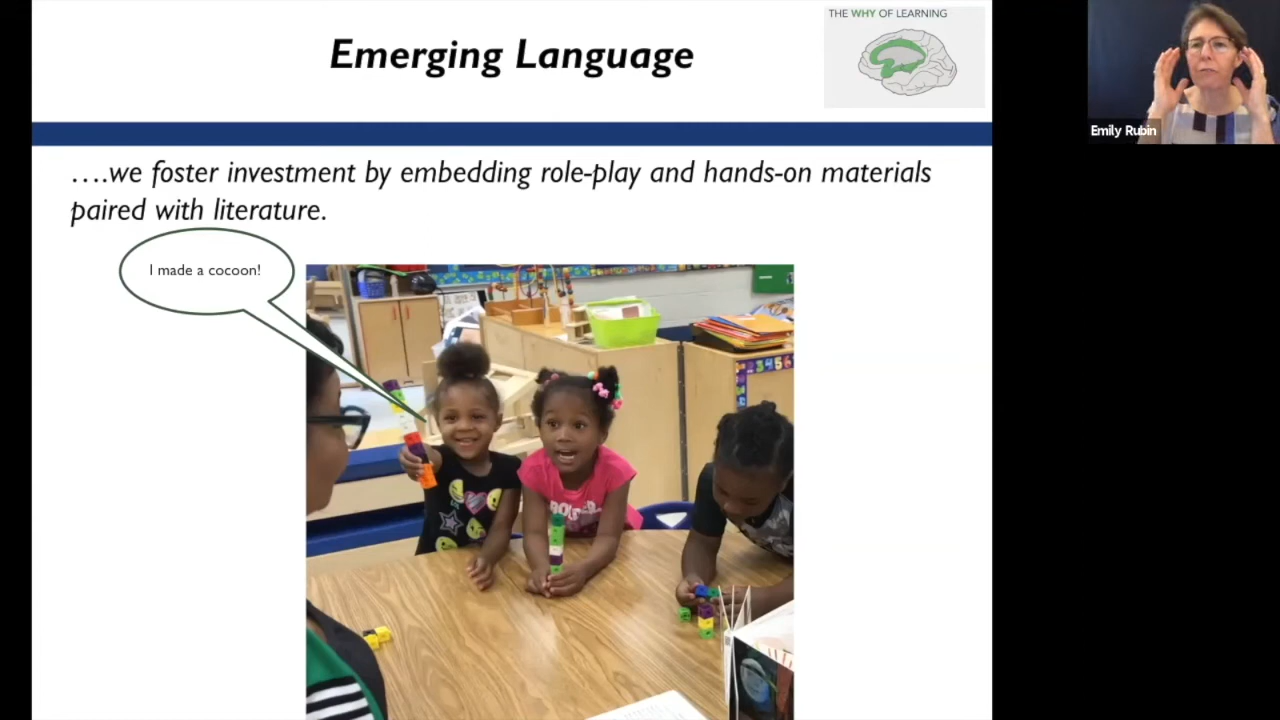 THE WHY OF LEARNING
Emerging Language
Emily Rubin
….we foster investment by embedding role-play and hands-on materials
paired with literature.
I made a cocoon!